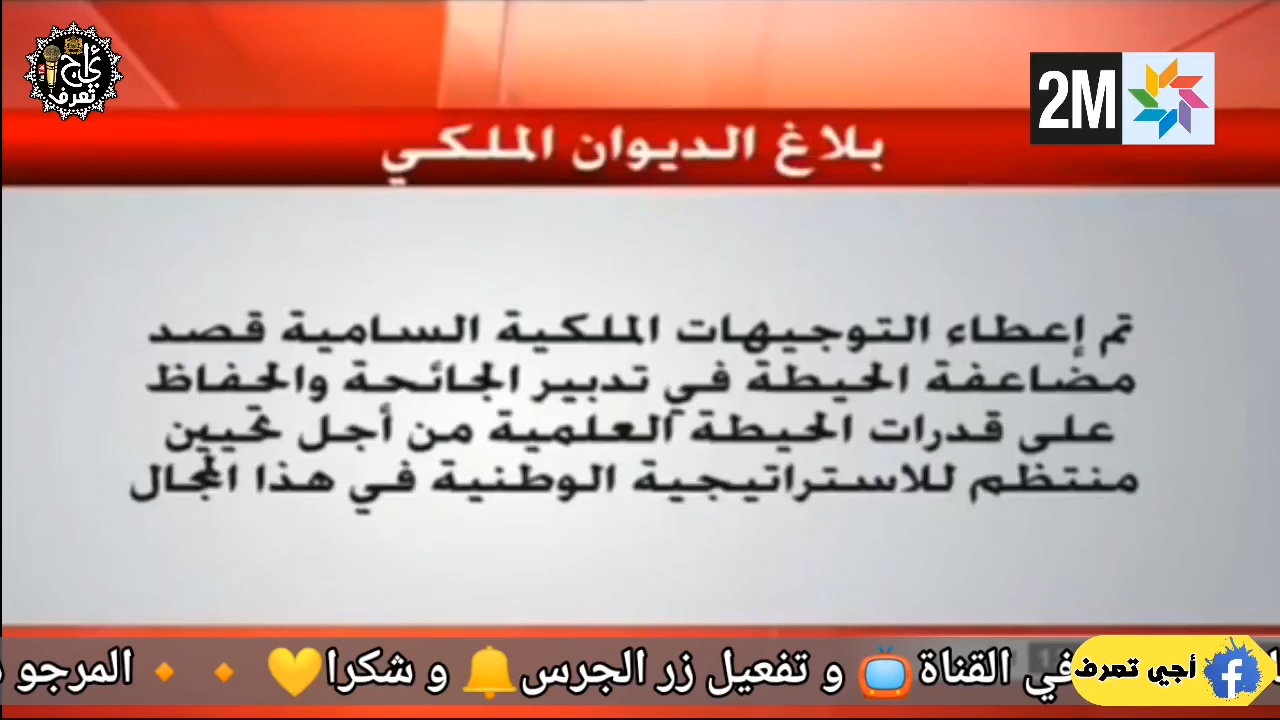 أجي
تعرف
2M
بلاغ الديوان الملكي
تم إعطاء التوجيهات الملكية السامية قصد
مضاعفة الحيطة في تدبير الجائحة والحفاظ
على قدرات الحيطة العلمية من أجل تحيين
منتظم للاستراتيجية الوطنية في هذا المجال
في القناة📺 و تفعيل زر الجرس🔔 و شكرا💛 🔸 🔸 المرجو
أجي تعرف